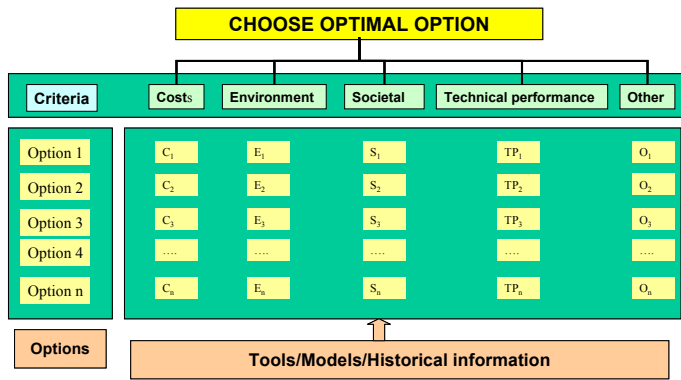 CHOOSE OPTIMAL OPTION
Criteria Costs Environment Societal Technical performance Other
Option 1 C₁ E₁ S₁ TP₁ O₁
Option 2 C₂ E₂ S₂ TP₂ O₂
Option 3 C₃ E₃ S₃ TP₃ O₃
Option 4 …. …. …. …. ….
Option n Cₙ Eₙ Sₙ TPₙ Oₙ
Options
Tools/Models/Historical information